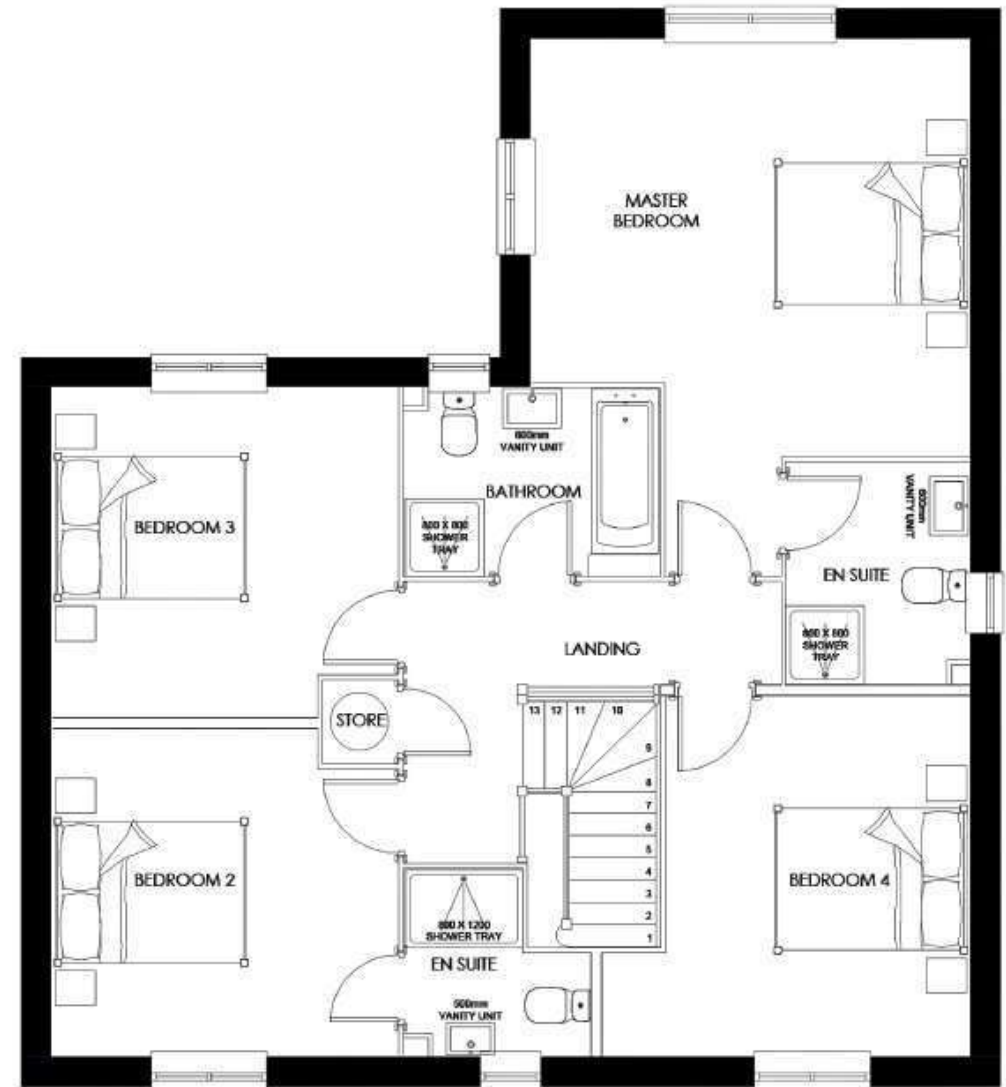 MASTER
BEDROOM
600mm
VANITY UNIT
BATHROOM
800 X 800
SHOWER
TRAY
BEDROOM 3
600mm
VANITY UNIT
EN SUITE
800 X 800
SHOWER
TRAY
LANDING
STORE
13 12 11 10
9
8
7
6
5
4
3
2
1
BEDROOM 2
BEDROOM 4
800 X 1200
SHOWER TRAY
EN SUITE
500mm
VANITY UNIT